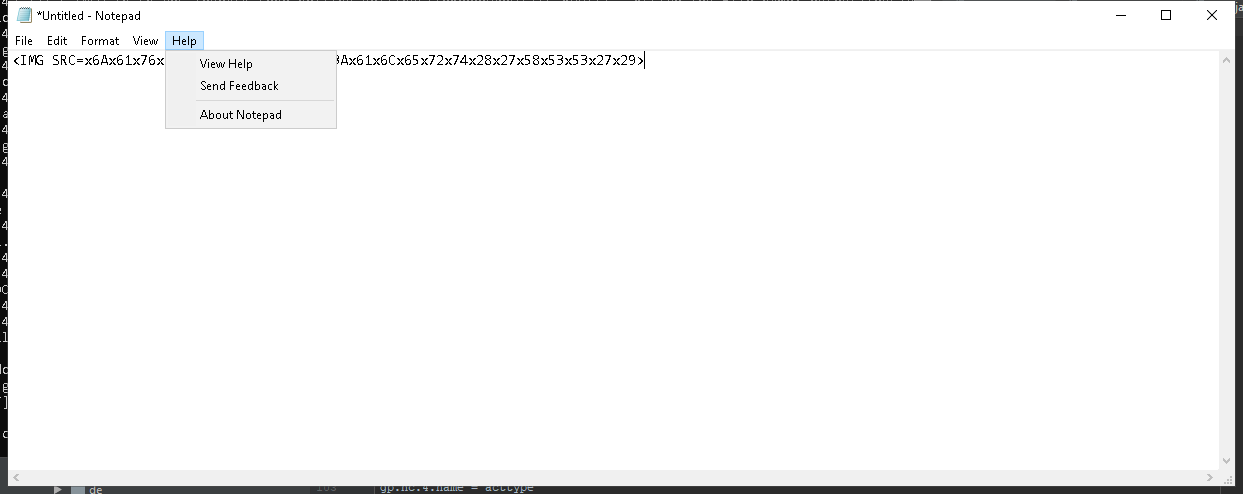 *Untitled - Notepad
File Edit Format View Help
<IMG SRC=x6Ax61x76x
3Ax61x6Cx65x72x74x28x27x58x53x53x27x29>
View Help
Send Feedback
About Notepad
de
gp.nc.4.name = acctype